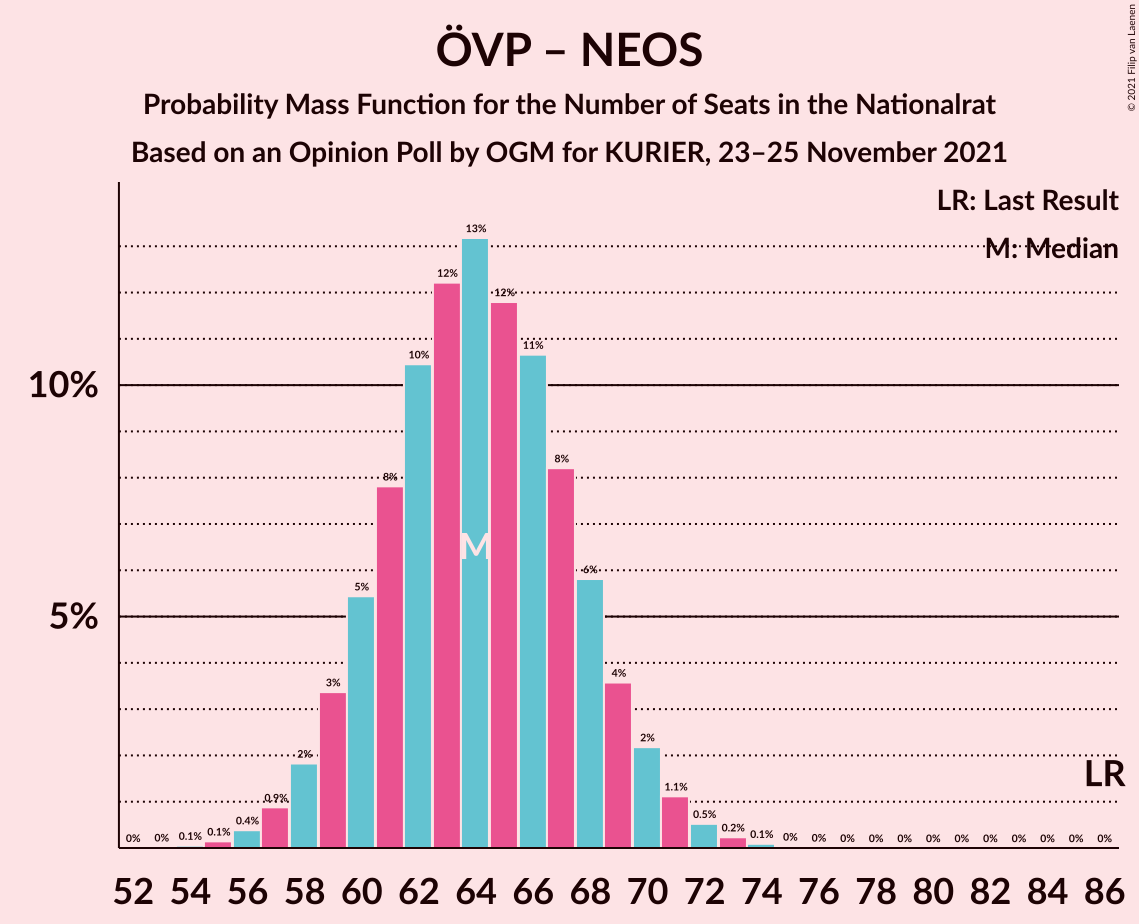 ÖVP – NEOS
Probability Mass Function for the Number of Seats in the Nationalrat
Based on an Opinion Poll by OGM for KURIER, 23–25 November 2021
© 2021 Filip van Laenen
LR: Last Result
M: Median
10%
5%
0% 0% 0.1% 0.1% 0.4% 0.9% 2% 3% 5% 8% 10% 12% 13% 12% 11% 8% 6% 4% 2% 1.1% 0.5% 0.2% 0.1% 0% 0% 0% 0% 0% 0% 0% 0% 0% 0% 0% 0%
M
LR
52 54 56 58 60 62 64 66 68 70 72 74 76 78 80 82 84 86